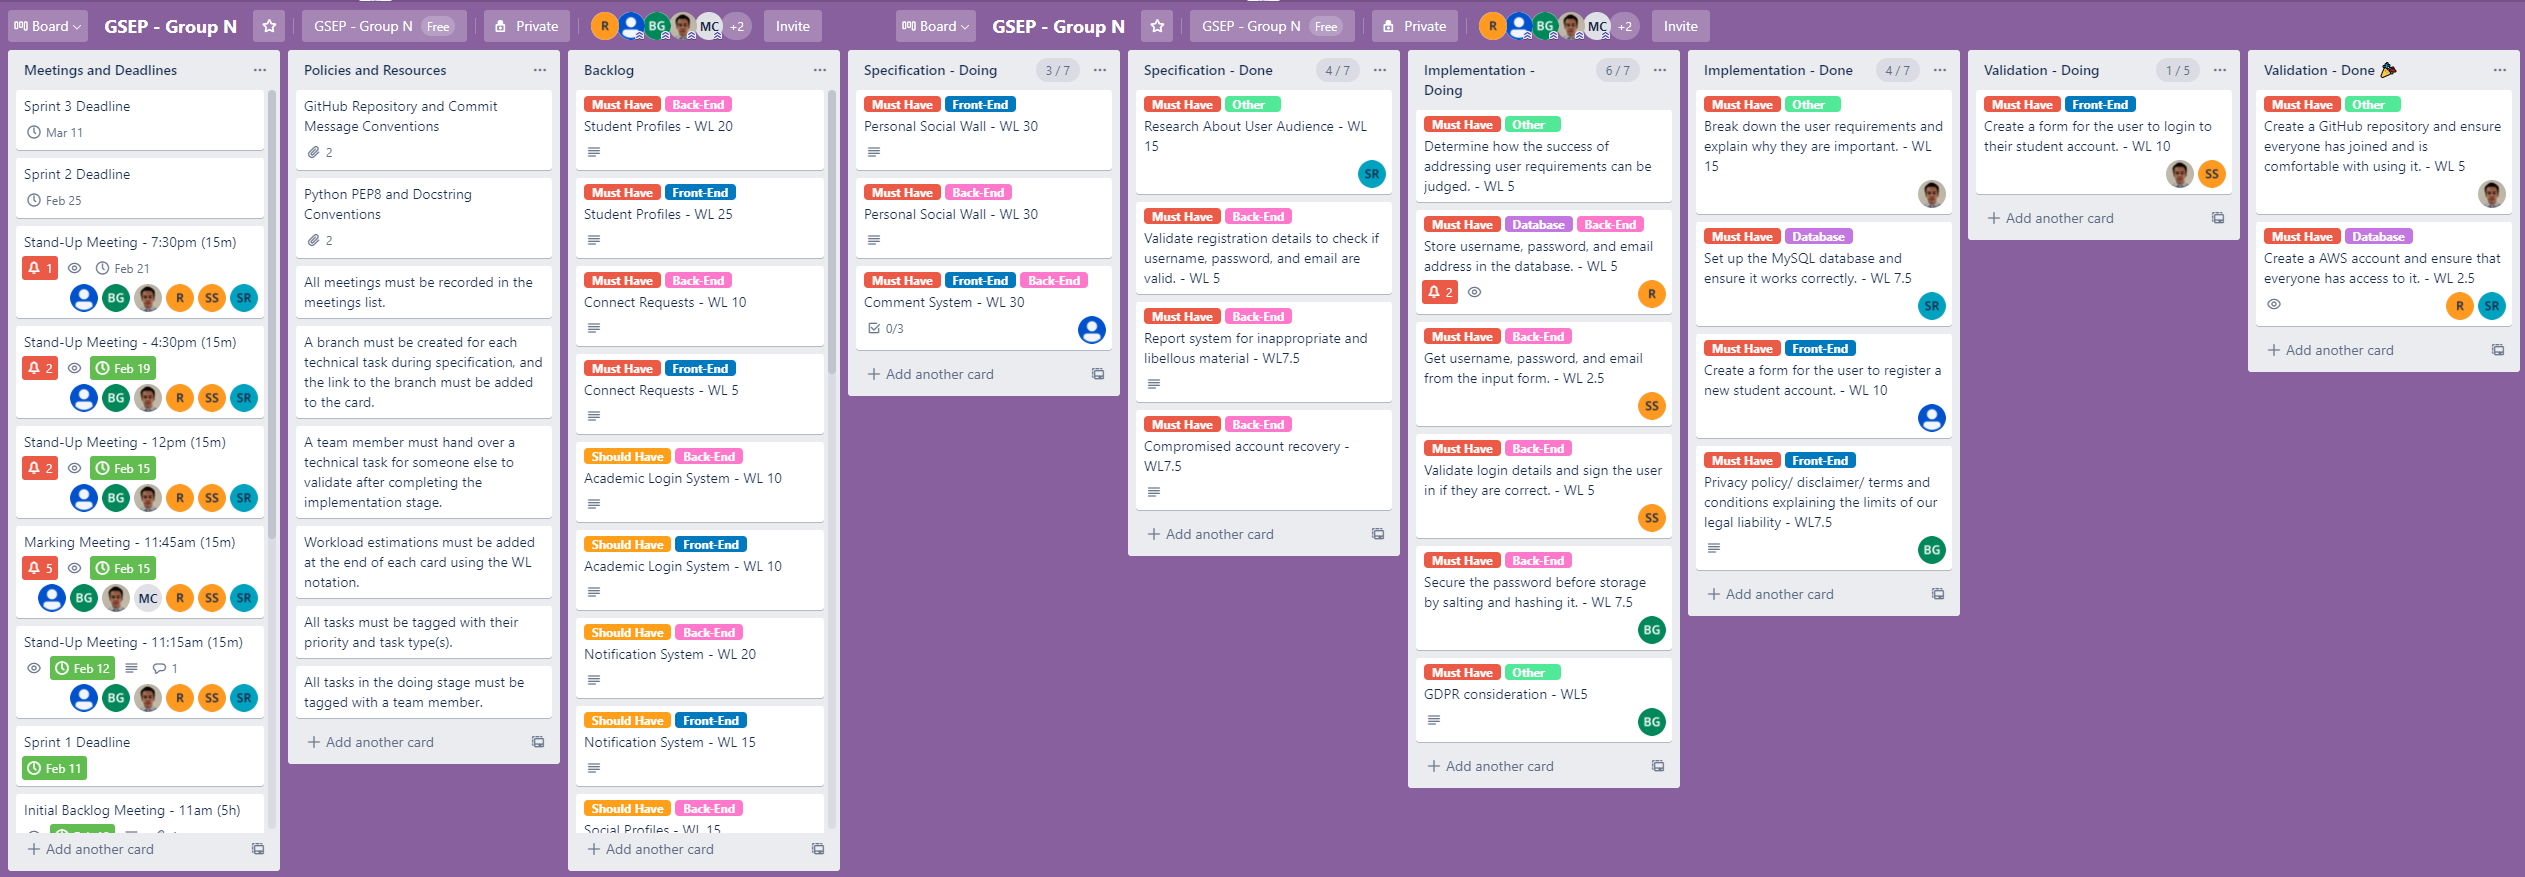 Board
GSEP - Group N
GSEP - Group N Free
Private
R
BG
MC
+2
Invite
Board
GSEP - Group N
GSEP - Group N Free
Private
R
BG
MC
+2
Invite
Meetings and Deadlines
Sprint 3 Deadline
Mar 11
Sprint 2 Deadline
Feb 25
Stand-Up Meeting - 7:30pm (15m)
1 Feb 21
BG R SS SR
Stand-Up Meeting - 4:30pm (15m)
2 Feb 19
BG R SS SR
Stand-Up Meeting - 12pm (15m)
2 Feb 15
BG R SS SR
Marking Meeting - 11:45am (15m)
5 Feb 15
BG MC R SS SR
Stand-Up Meeting - 11:15am (15m)
Feb 12 1
BG R SS SR
Sprint 1 Deadline
Feb 11
Initial Backlog Meeting - 11am (5h)
Add another card
Policies and Resources
GitHub Repository and Commit
Message Conventions
2
Python PEP8 and Docstring
Conventions
2
All meetings must be recorded in the
meetings list.
A branch must be created for each
technical task during specification, and
the link to the branch must be added
to the card.
A team member must hand over a
technical task for someone else to
validate after completing the
implementation stage.
Workload estimations must be added
at the end of each card using the WL
notation.
All tasks must be tagged with their
priority and task type(s).
All tasks in the doing stage must be
tagged with a team member.
Add another card
Backlog
Must Have Back-End
Student Profiles - WL 20
Must Have Front-End
Student Profiles - WL 25
Must Have Back-End
Connect Requests - WL 10
Must Have Front-End
Connect Requests - WL 5
Should Have Back-End
Academic Login System - WL 10
Should Have Front-End
Academic Login System - WL 10
Should Have Back-End
Notification System - WL 20
Should Have Front-End
Notification System - WL 15
Should Have Back-End
Social Profiles - WL 15
Add another card
Specification - Doing 3 / 7
Must Have Front-End
Personal Social Wall - WL 30
Must Have Back-End
Personal Social Wall - WL 30
Must Have Front-End Back-End
Comment System - WL 30
0/3
Add another card
Specification - Done 4 / 7
Must Have Other
Research About User Audience - WL
15
SR
Must Have Back-End
Validate registration details to check if
username, password, and email are
valid. - WL 5
Must Have Back-End
Report system for inappropriate and
libellous material - WL7.5
Must Have Back-End
Compromised account recovery -
WL7.5
Add another card
Implementation - 6 / 7
Doing
Must Have Other
Determine how the success of
addressing user requirements can be
judged. - WL 5
Must Have Database Back-End
Store username, password, and email
address in the database. - WL 5
2 R
Must Have Back-End
Get username, password, and email
from the input form. - WL 2.5
SS
Must Have Back-End
Validate login details and sign the user
in if they are correct. - WL 5
SS
Must Have Back-End
Secure the password before storage
by salting and hashing it. - WL 7.5
BG
Must Have Other
GDPR consideration - WL5
BG
Add another card
Implementation - Done 4 / 7
Must Have Other
Break down the user requirements and
explain why they are important. - WL
15
Must Have Database
Set up the MySQL database and
ensure it works correctly. - WL 7.5
SR
Must Have Front-End
Create a form for the user to register a
new student account. - WL 10
Must Have Front-End
Privacy policy/ disclaimer/ terms and
conditions explaining the limits of our
legal liability - WL7.5
BG
Add another card
Validation - Doing 1 / 5
Must Have Front-End
Create a form for the user to login to
their student account. - WL 10
SS
Add another card
Validation - Done
Must Have Other
Create a GitHub repository and ensure
everyone has joined and is
comfortable with using it. - WL 5
Must Have Database
Create a AWS account and ensure that
everyone has access to it. - WL 2.5
R SR
Add another card